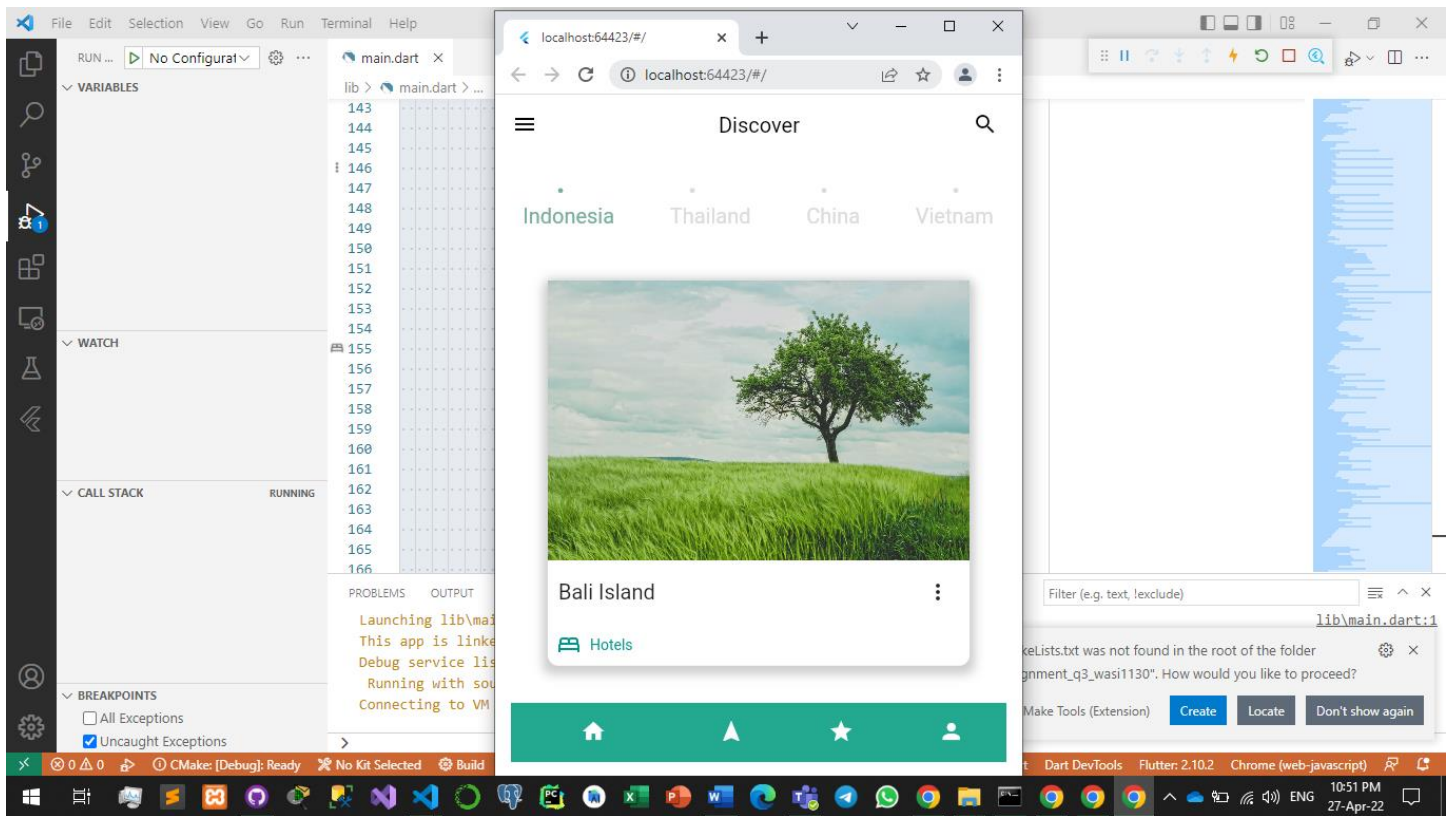 File Edit Selection View Go Run Terminal Help
RUN ... No Configurat
main.dart
VARIABLES
lib > main.dart > ...
143
144
145
146
147
148
149
150
151
152
153
154
WATCH
155
156
157
158
159
160
161
CALL STACK RUNNING
162
163
164
165
166
localhost:64423/#/
localhost:64423/#/
Discover
Indonesia Thailand China Vietnam
Bali Island
Hotels
PROBLEMS OUTPUT
Filter (e.g. text, !exclude)
Launching lib\mai
lib\main.dart:1
This app is linke
Debug service lis
Running with sou
Connecting to VM
keLists.txt was not found in the root of the folder
gnment_q3_wasi1130". How would you like to proceed?
Make Tools (Extension) Create Locate Don't show again
BREAKPOINTS
All Exceptions
Uncaught Exceptions
1
0 0 CMake: [Debug]: Ready No Kit Selected Build
t Dart DevTools Flutter: 2.10.2 Chrome (web-javascript)
ENG
10:51 PM
27-Apr-22